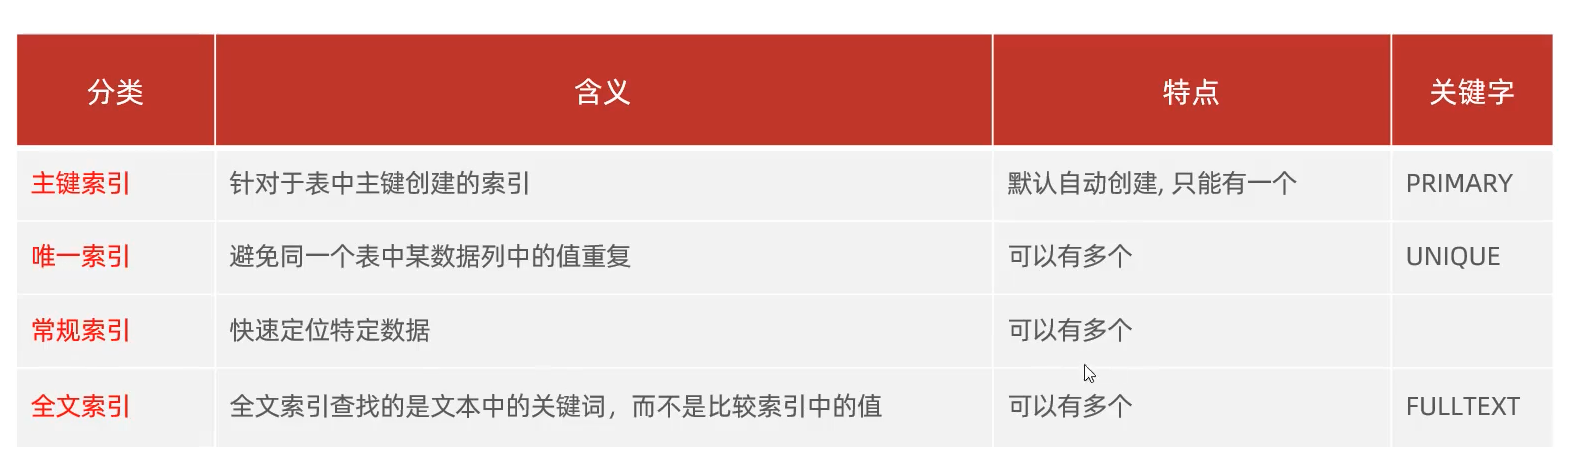 分类 含义 特点 关键字
主键索引 针对于表中主键创建的索引 默认自动创建, 只能有一个 PRIMARY
唯一索引 避免同一个表中某数据列中的值重复 可以有多个 UNIQUE
常规索引 快速定位特定数据 可以有多个
全文索引 全文索引查找的是文本中的关键词，而不是比较索引中的值 可以有多个 FULLTEXT